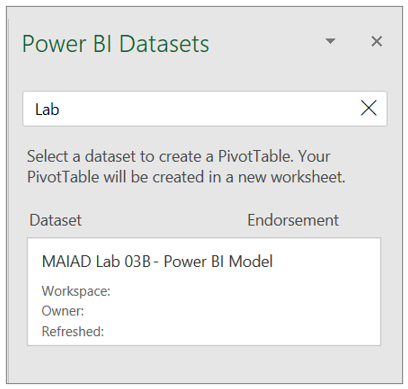 Power BI Datasets
Lab
Select a dataset to create a PivotTable. Your
PivotTable will be created in a new worksheet.
Dataset Endorsement
MAIAD Lab 03B - Power BI Model
Workspace:
Owner:
Refreshed: